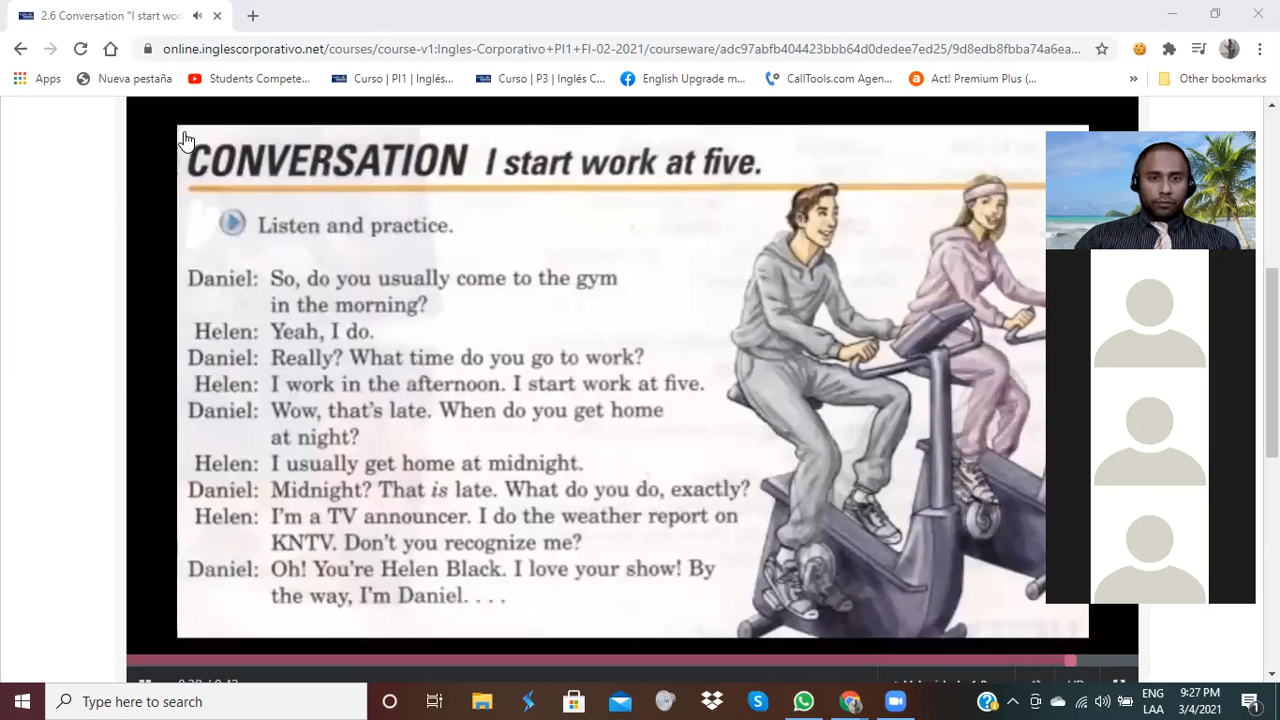 2.6 Conversation "I start wor
online.inglescorporativo.net/courses/course-v1:Ingles-Corporativo+PI1+FI-02-2021/courseware/adc97abfb404423bbb64d0dedee7ed25/9d8edb8fbba74a6ea...
Apps
Nueva pestaña
Students Compete...
Curso | PI1 | Inglés...
Curso | P3 | Inglés C...
English Upgrade m...
CallTools.com Agen...
Act! Premium Plus (...
»
Other bookmarks
CONVERSATION I start work at five.
Listen and practice.
Daniel: So, do you usually come to the gym
in the morning?
Helen: Yeah, I do.
Daniel: Really? What time do you go to work?
Helen: I work in the afternoon. I start work at five.
Daniel: Wow, that's late. When do you get home
at night?
Helen: I usually get home at midnight.
Daniel: Midnight? That is late. What do you do, exactly?
Helen: I'm a TV announcer. I do the weather report on
KNTV. Don't you recognize me?
Daniel: Oh! You're Helen Black. I love your show! By
the way, I'm Daniel. . . .
Type here to search
ENG
LAA
9:27 PM
3/4/2021
1